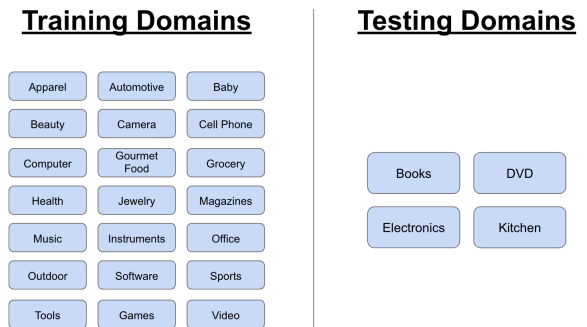 Training Domains
Testing Domains
Apparel
Automotive
Baby
Beauty
Camera
Cell Phone
Computer
Gourmet
Food
Grocery
Health
Jewelry
Magazines
Music
Instruments
Office
Outdoor
Software
Sports
Tools
Games
Video
Books
DVD
Electronics
Kitchen